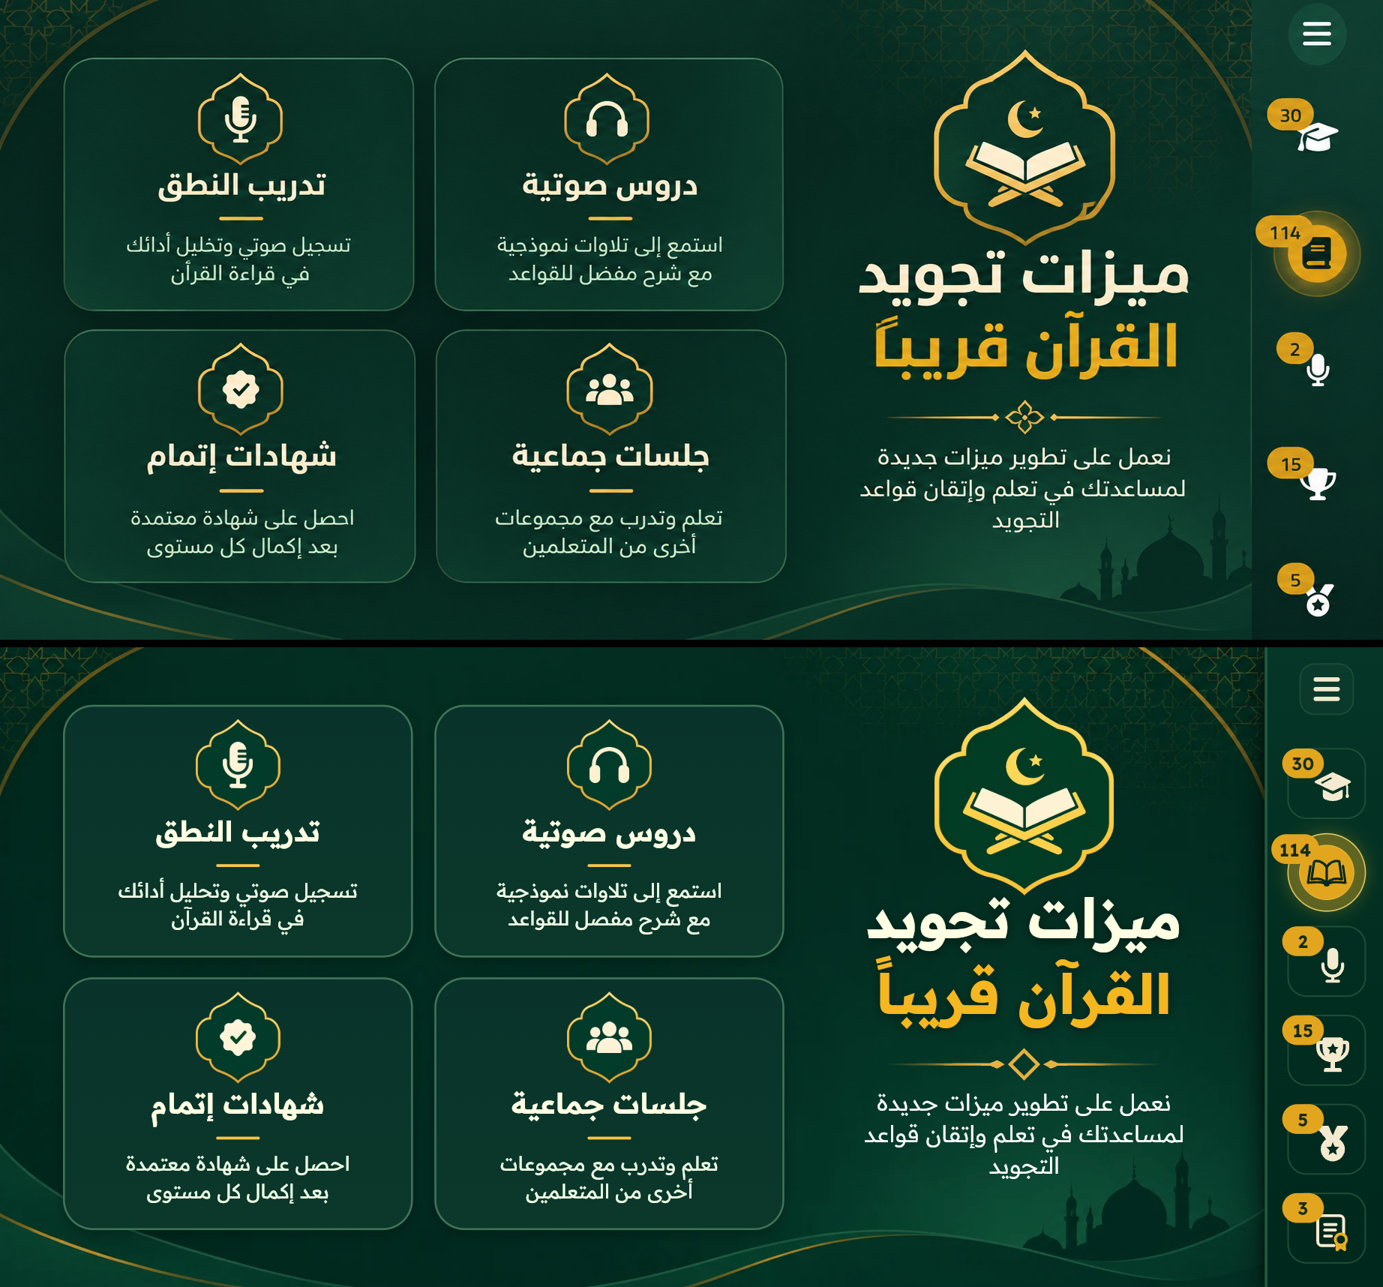 30
114
2
15
5
ميزات تجويد
القرآن قريباً
نعمل على تطوير ميزات جديدة
لمساعدتك في تعلم وإتقان قواعد
التجويد
دروس صوتية
استمع إلى تلاوات نموذجية
مع شرح مفضل للقواعد
تدريب النطق
تسجيل صوتي وتخليل أدائك
في قراءة القرآن
جلسات جماعية
تعلم وتدرب مع مجموعات
أخرى من المتعلمين
شهادات إتمام
احصل على شهادة معتمدة
بعد إكمال كل مستوى
30
114
2
15
5
3
ميزات تجويد
القرآن قريباً
نعمل على تطوير ميزات جديدة
لمساعدتك في تعلم وإتقان قواعد
التجويد
دروس صوتية
استمع إلى تلاوات نموذجية
مع شرح مفصل للقواعد
تدريب النطق
تسجيل صوتي وتحليل أدائك
في قراءة القرآن
جلسات جماعية
تعلم وتدرب مع مجموعات
أخرى من المتعلمين
شهادات إتمام
احصل على شهادة معتمدة
بعد إكمال كل مستوى